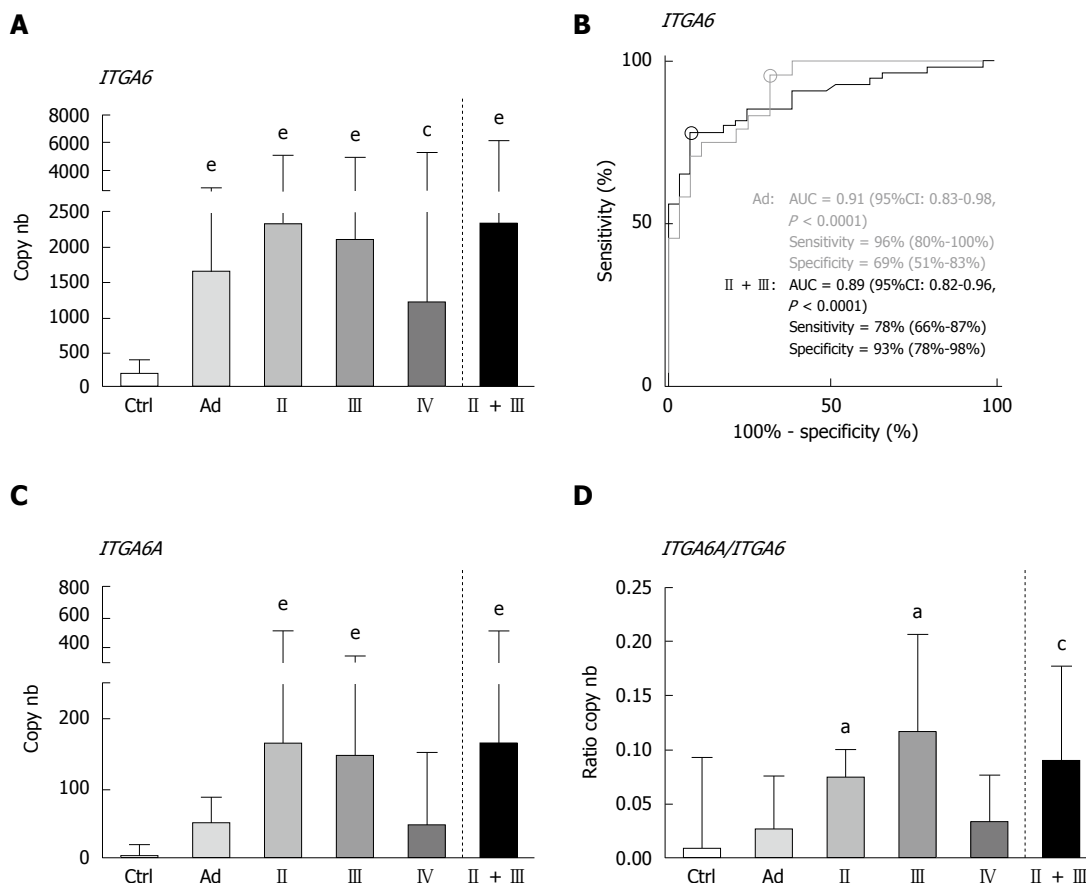 A
ITGA6
8000
6000
4000
2500
2000
1500
1000
500
0
Copy nb
e
e
e
c
e
Ctrl
Ad
II
III
IV
II + III
B
ITGA6
100
50
0
Sensitivity (%)
Ad: AUC = 0.91 (95%CI: 0.83-0.98,
P < 0.0001)
Sensitivity = 96% (80%-100%)
Specificity = 69% (51%-83%)
II + III: AUC = 0.89 (95%CI: 0.82-0.96,
P < 0.0001)
Sensitivity = 78% (66%-87%)
Specificity = 93% (78%-98%)
0
50
100
100% - specificity (%)
C
ITGA6A
800
600
400
200
100
0
Copy nb
e
e
e
Ctrl
Ad
II
III
IV
II + III
D
ITGA6A/ITGA6
0.25
0.20
0.15
0.10
0.05
0.00
Ratio copy nb
a
a
c
Ctrl
Ad
II
III
IV
II + III